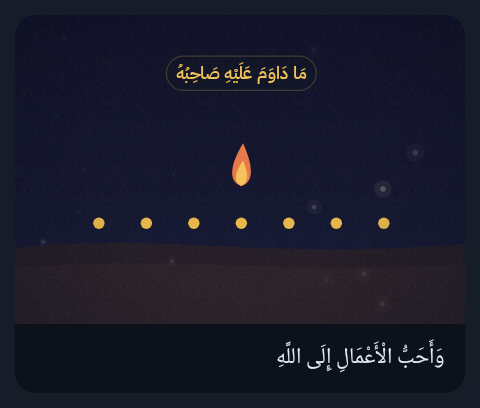 مَا دَاوَمَ عَلَيْهِ صَاحِبُهُ
وَأَحَبُّ الْأَعْمَالِ إِلَى اللَّهِ